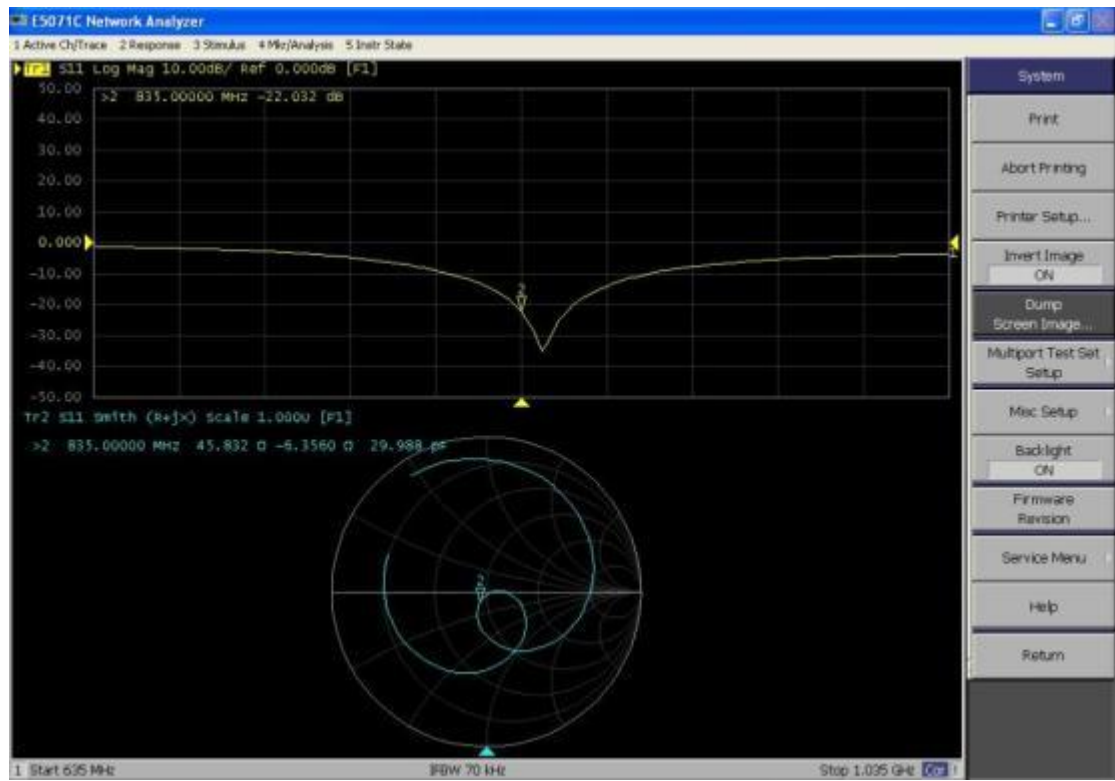 E5071C Network Analyzer
1 Active Ch/Trace 2 Response 3 Stimulus 4 Mkr/Analysis 5 Instr State
Tr1 S11 Log Mag 10.00dB/ Ref 0.000dB [F1]
50.00
>2 835.00000 MHz -22.032 dB
40.00
30.00
20.00
10.00
0.000
-10.00
-20.00
-30.00
-40.00
-50.00
2
1
Tr2 S11 Smith (R+jX) Scale 1.000U [F1]
>2 835.00000 MHz 45.832 Ω -6.3560 Ω 29.988 pF
2
1 Start 635 MHz IFBW 70 kHz Stop 1.035 GHz Cor !
System
Print
Abort Printing
Printer Setup...
Invert Image
ON
Dump
Screen Image...
Multiport Test Set
Setup
Misc Setup
Backlight
ON
Firmware
Revision
Service Menu
Help
Return